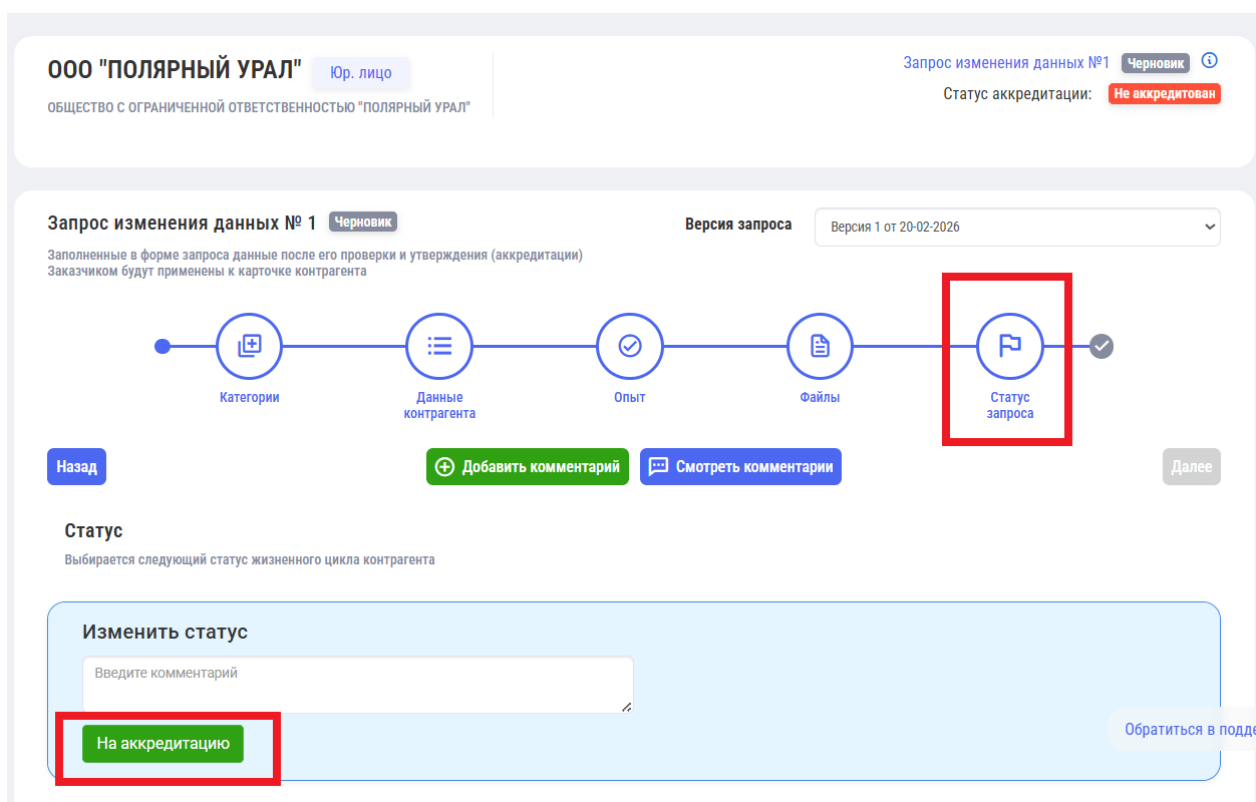 ООО "ПОЛЯРНЫЙ УРАЛ" Юр. лицо
ОБЩЕСТВО С ОГРАНИЧЕННОЙ ОТВЕТСТВЕННОСТЬЮ "ПОЛЯРНЫЙ УРАЛ"
Запрос изменения данных №1 Черновик
Статус аккредитации: Не аккредитован
Запрос изменения данных № 1 Черновик
Версия запроса Версия 1 от 20-02-2026
Заполненные в форме запроса данные после его проверки и утверждения (аккредитации)
Заказчиком будут применены к карточке контрагента
Категории
Данные
контрагента
Опыт
Файлы
Статус
запроса
Назад Добавить комментарий Смотреть комментарии Далее
Статус
Выбирается следующий статус жизненного цикла контрагента
Изменить статус
Введите комментарий
На аккредитацию
Обратиться в подде